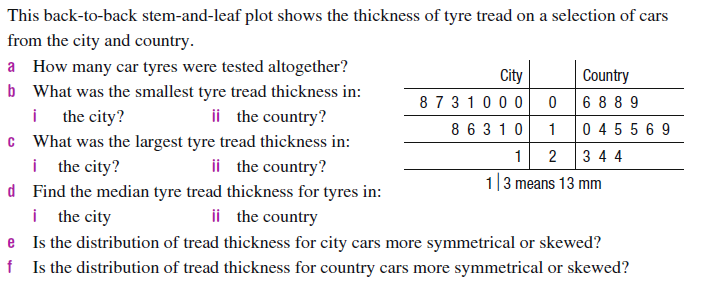 This back-to-back stem-and-leaf plot shows the thickness of tyre tread on a selection of cars
from the city and country.
a How many car tyres were tested altogether?
b What was the smallest tyre tread thickness in:
i the city? ii the country?
c What was the largest tyre tread thickness in:
i the city? ii the country?
d Find the median tyre tread thickness for tyres in:
i the city ii the country
e Is the distribution of tread thickness for city cars more symmetrical or skewed?
f Is the distribution of tread thickness for country cars more symmetrical or skewed?
City Country
8 7 3 1 0 0 0 0 6 8 8 9
8 6 3 1 0 1 0 4 5 5 6 9
1 2 3 4 4
1|3 means 13 mm